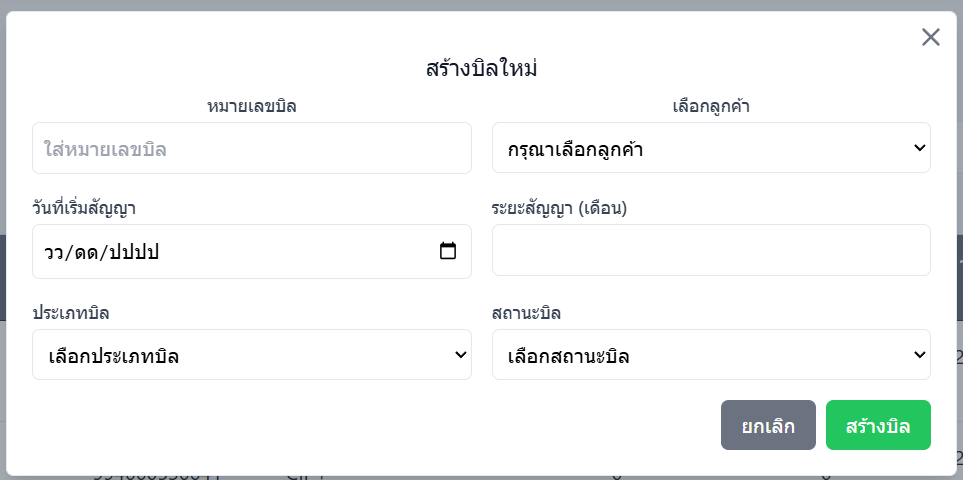 สร้างบิลใหม่
หมายเลขบิล เลือกลูกค้า
ใส่หมายเลขบิล กรุณาเลือกลูกค้า
วันที่เริ่มสัญญา ระยะสัญญา (เดือน)
วว/ดด/ปปปป
ประเภทบิล สถานะบิล
เลือกประเภทบิล เลือกสถานะบิล
ยกเลิก สร้างบิล